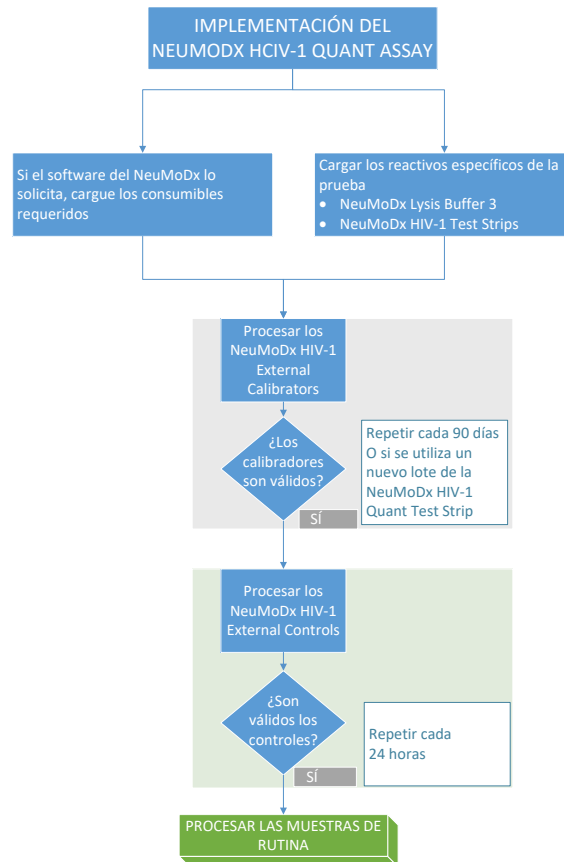 IMPLEMENTACIÓN DEL
NEUMODX HCIV-1 QUANT ASSAY
Si el software del NeuMoDx lo
solicita, cargue los consumibles
requeridos
Cargar los reactivos específicos de la
prueba
• NeuMoDx Lysis Buffer 3
• NeuMoDx HIV-1 Test Strips
Procesar los
NeuMoDx HIV-1
External
Calibrators
¿Los
calibradores
son válidos?
SÍ
Repetir cada 90 días
O si se utiliza un
nuevo lote de la
NeuMoDx HIV-1
Quant Test Strip
Procesar los
NeuMoDx HIV-1
External Controls
¿Son
válidos los
controles?
SÍ
Repetir cada
24 horas
PROCESAR LAS MUESTRAS DE
RUTINA